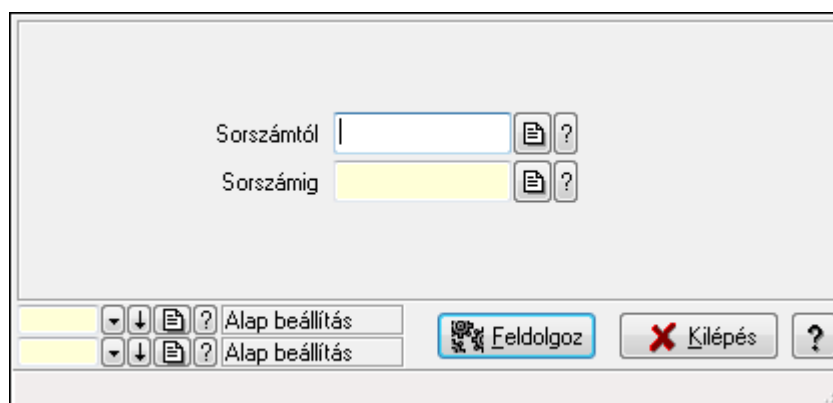 Sorszámtól ?
Sorszámig ?
? Alap beállítás
? Alap beállítás
Feldolgoz Kilépés ?